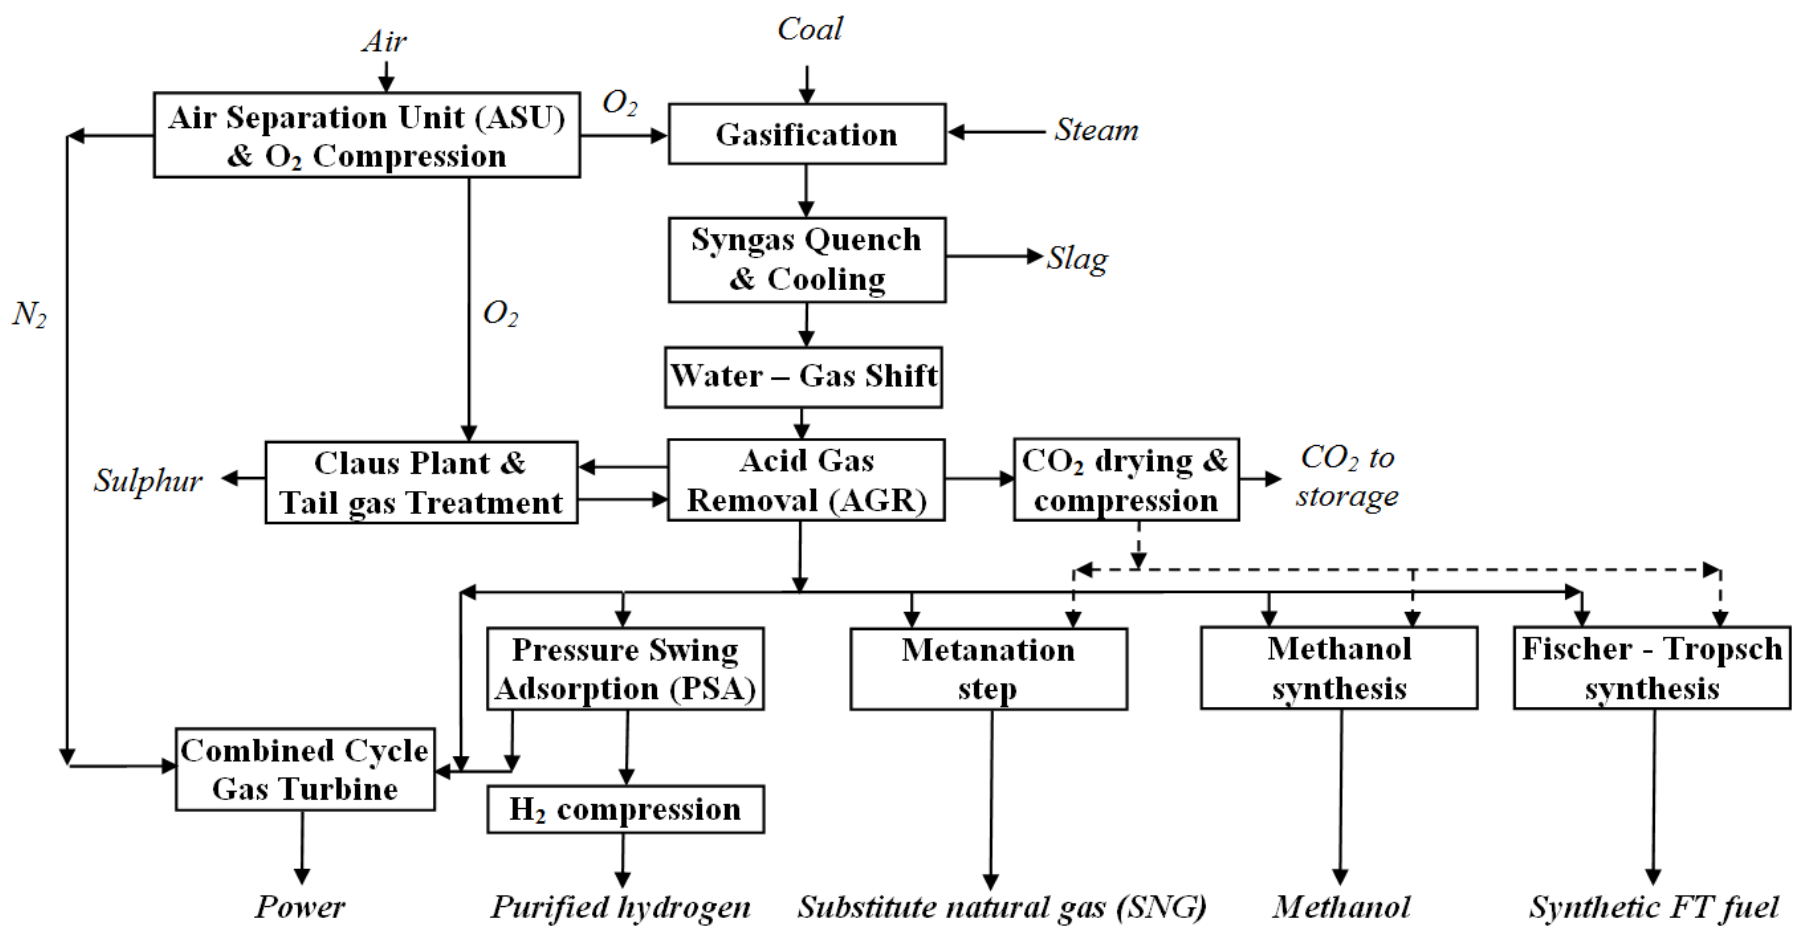 Air
Coal
Air Separation Unit (ASU)
& O₂ Compression
O₂
Gasification
Steam
Syngas Quench
& Cooling
Slag
N₂
O₂
Water – Gas Shift
Sulphur
Claus Plant &
Tail gas Treatment
Acid Gas
Removal (AGR)
CO₂ drying &
compression
CO₂ to
storage
Pressure Swing
Adsorption (PSA)
Metanation
step
Methanol
synthesis
Fischer - Tropsch
synthesis
Combined Cycle
Gas Turbine
H₂ compression
Power
Purified hydrogen
Substitute natural gas (SNG)
Methanol
Synthetic FT fuel